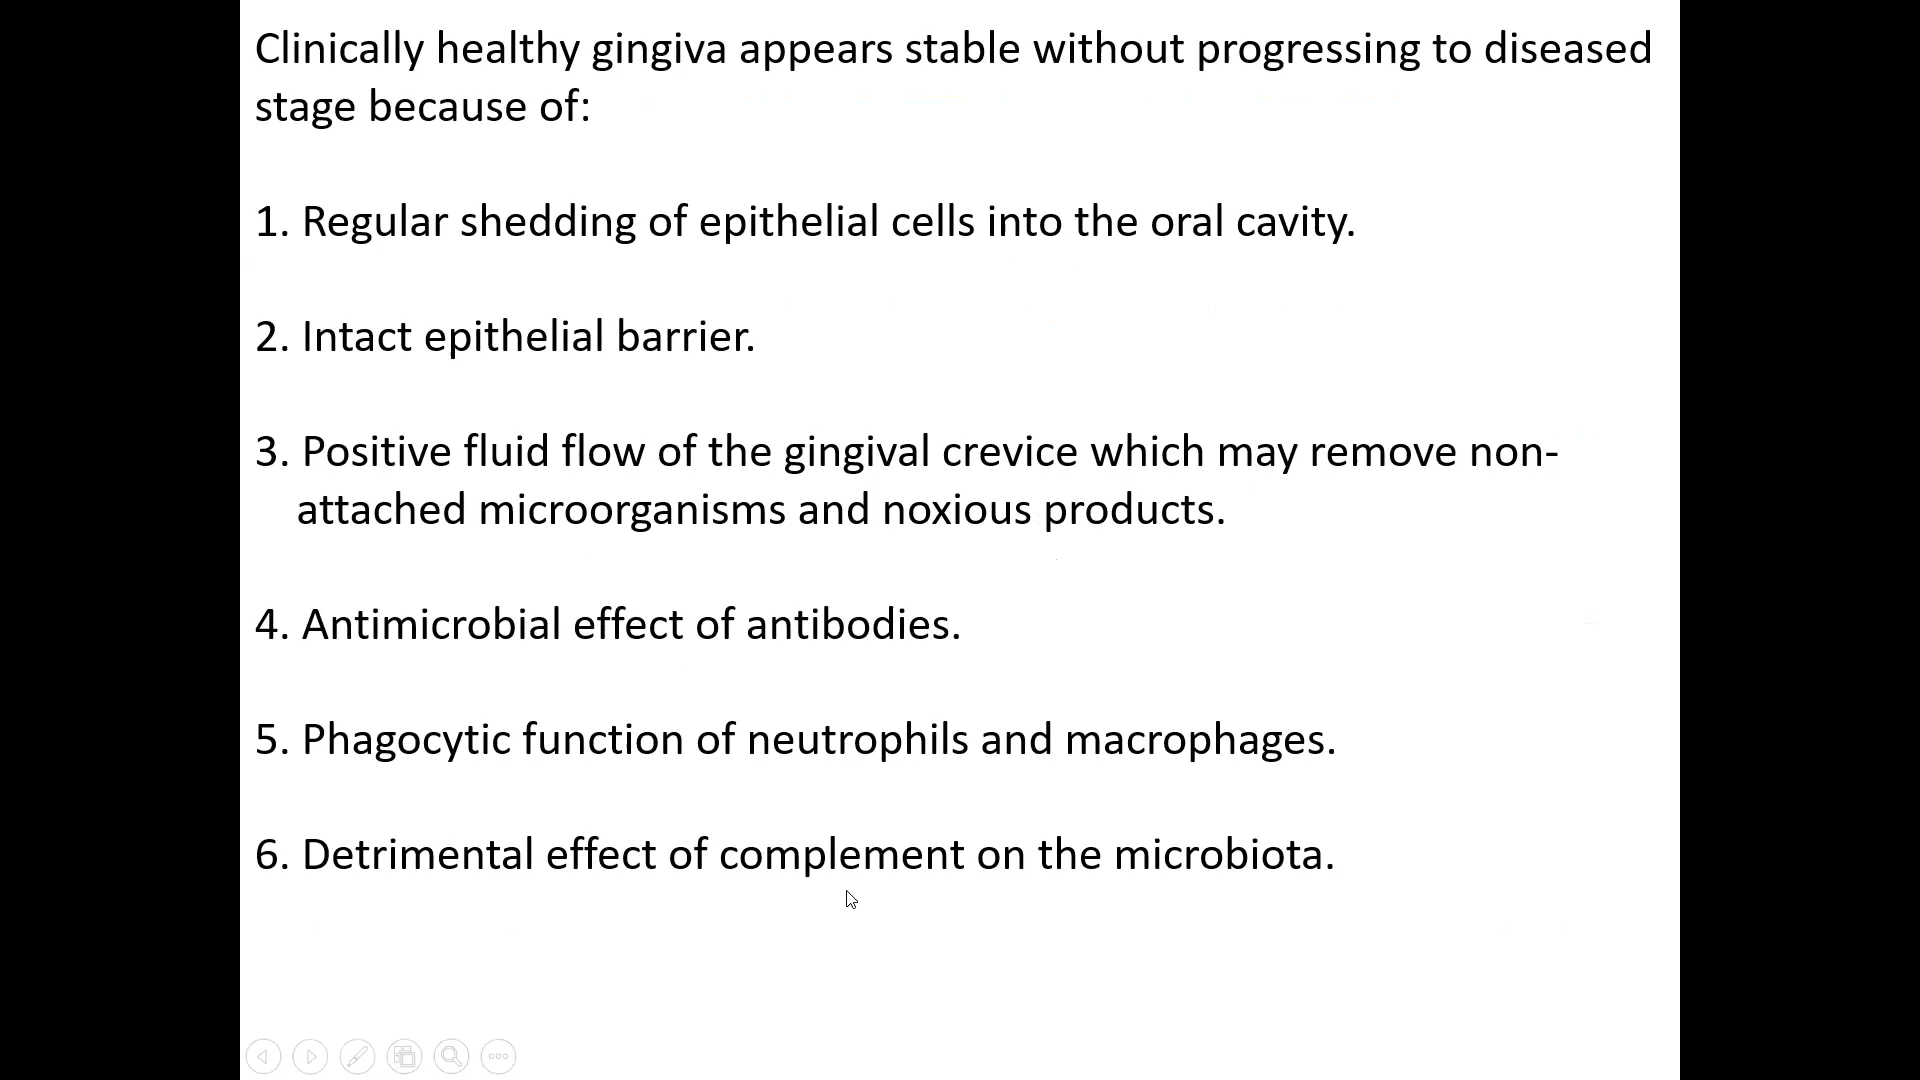 Clinically healthy gingiva appears stable without progressing to diseased
stage because of:
1. Regular shedding of epithelial cells into the oral cavity.
2. Intact epithelial barrier.
3. Positive fluid flow of the gingival crevice which may remove non-
attached microorganisms and noxious products.
4. Antimicrobial effect of antibodies.
5. Phagocytic function of neutrophils and macrophages.
6. Detrimental effect of complement on the microbiota.